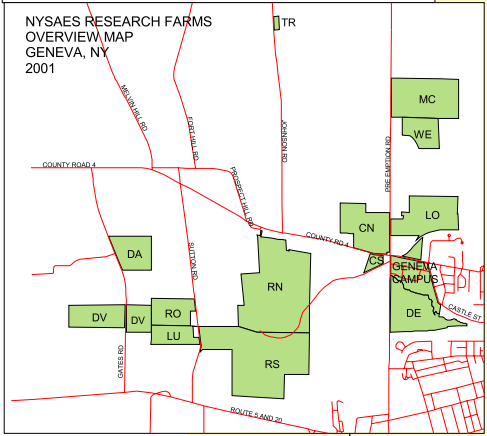 NYSAES RESEARCH FARMS
OVERVIEW MAP
GENEVA, NY
2001
TR
MC
WE
MELVIN HILL RD
FORT HILL RD
JOHNSON RD
PRE EMPTION RD
COUNTY ROAD 4
PROSPECT HILL RD
LO
CN
COUNTY RD 4
DA
SUTTON RD
CS
GENEVA
CAMPUS
RN
DV
DV
RO
LU
DE
CASTLE ST
GATES RD
RS
ROUTE 5 AND 20